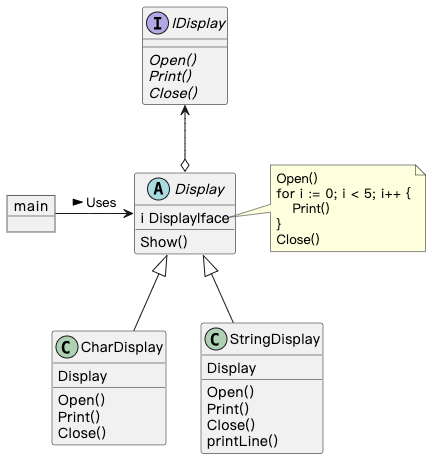 I IDisplay
Open()
Print()
Close()
A Display
i DisplayIface
Show()
Open()
for i := 0; i < 5; i++ {
Print()
}
Close()
main
Uses
C CharDisplay
Display
Open()
Print()
Close()
C StringDisplay
Display
Open()
Print()
Close()
printLine()